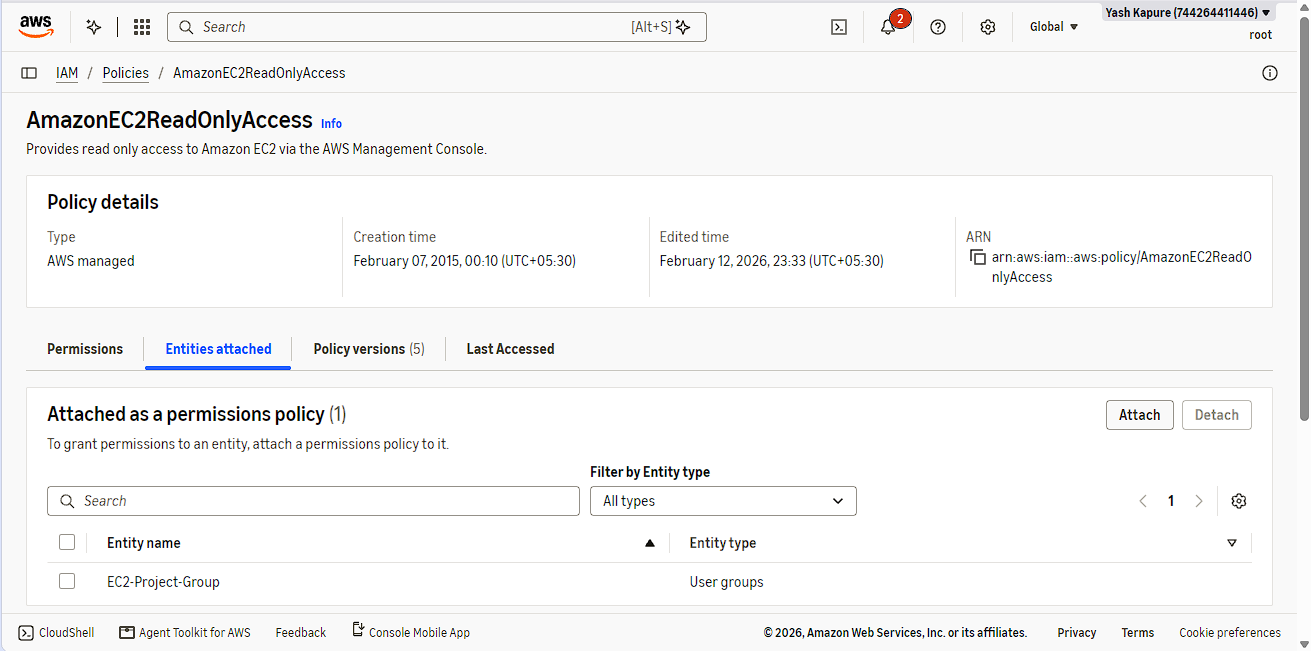 aws
Search [Alt+S]
2
Global
Yash Kapure (744264411446)
root
IAM / Policies / AmazonEC2ReadOnlyAccess
AmazonEC2ReadOnlyAccess Info
Provides read only access to Amazon EC2 via the AWS Management Console.
Policy details
Type
AWS managed
Creation time
February 07, 2015, 00:10 (UTC+05:30)
Edited time
February 12, 2026, 23:33 (UTC+05:30)
ARN
arn:aws:iam::aws:policy/AmazonEC2ReadO
nlyAccess
Permissions Entities attached Policy versions (5) Last Accessed
Attached as a permissions policy (1)
Attach Detach
To grant permissions to an entity, attach a permissions policy to it.
Filter by Entity type
Search All types 1
Entity name Entity type
EC2-Project-Group User groups
CloudShell Agent Toolkit for AWS Feedback Console Mobile App © 2026, Amazon Web Services, Inc. or its affiliates. Privacy Terms Cookie preferences